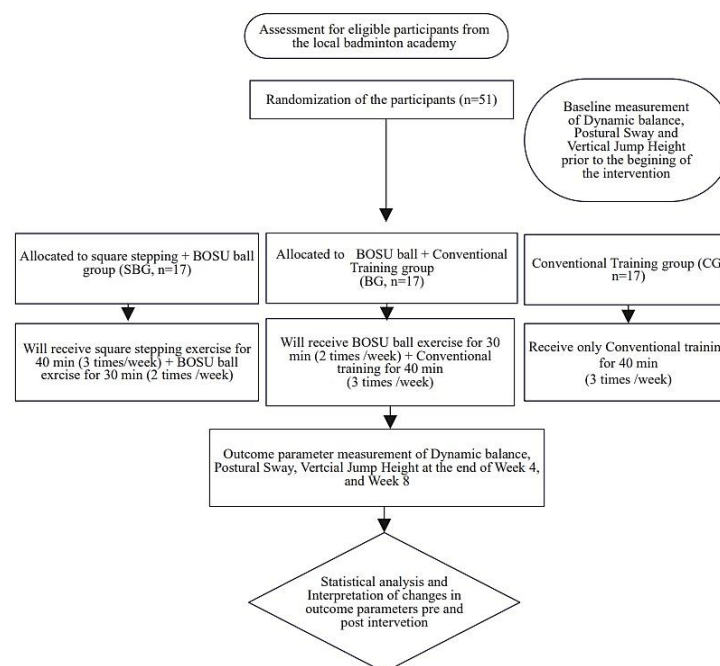 Assessment for eligible participants from
the local badminton academy
Randomization of the participants (n=51)
Baseline measurement
of Dynamic balance,
Postural Sway and
Vertical Jump Height
prior to the begining of
the intervention
Allocated to square stepping + BOSU ball
group (SBG, n=17)
Allocated to BOSU ball + Conventional
Training group
(BG, n=17)
Conventional Training group (CG
n=17)
Will receive square stepping exercise for
40 min (3 times/week) + BOSU ball
exrcise for 30 min (2 times /week)
Will receive BOSU ball exercise for 30
min (2 times /week) + Conventional
training for 40 min
(3 times /week)
Receive only Conventional training
for 40 min
(3 times /week)
Outcome parameter measurement of Dynamic balance,
Postural Sway, Vertcial Jump Height at the end of Week 4,
and Week 8
Statistical analysis and
Interpretation of changes in
outcome parameters pre and
post intervetion